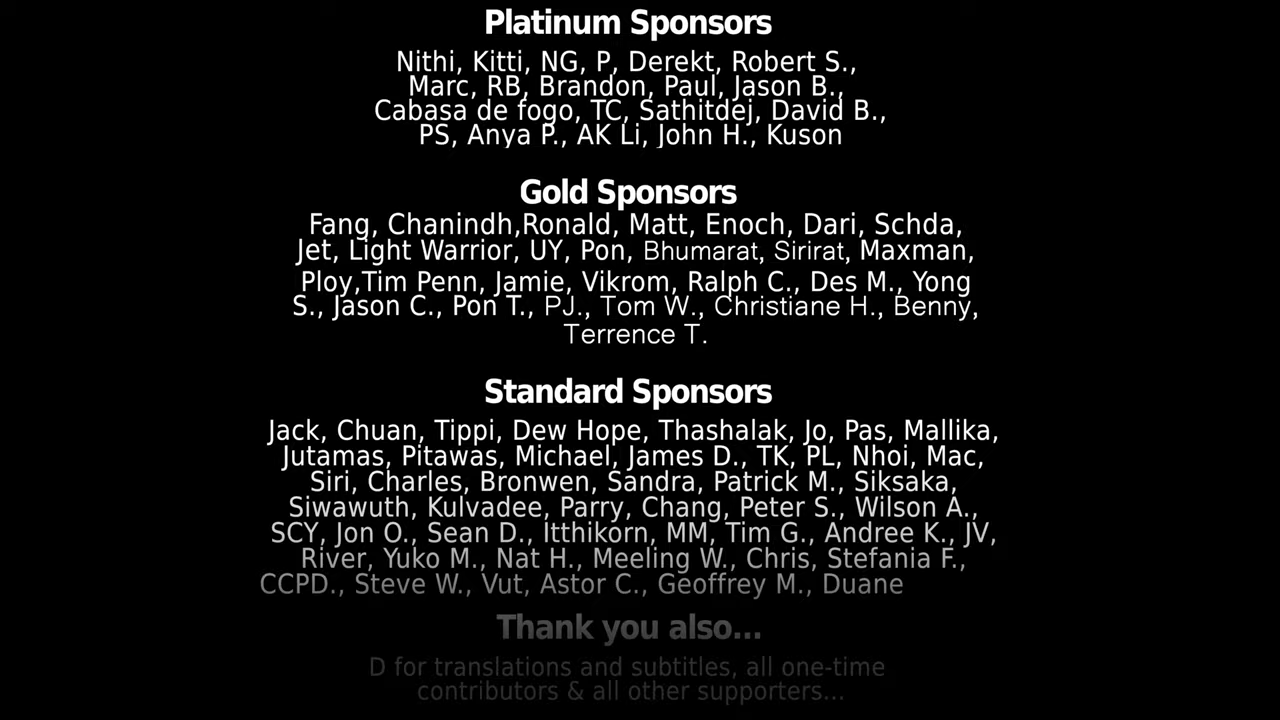 Platinum Sponsors
Nithi, Kitti, NG, P, Derekt, Robert S.,
Marc, RB, Brandon, Paul, Jason B.,
Cabasa de fogo, TC, Sathitdej, David B.,
PS, Anya P., AK Li, John H., Kuson
Gold Sponsors
Fang, Chanindh,Ronald, Matt, Enoch, Dari, Schda,
Jet, Light Warrior, UY, Pon, Bhumarat, Sirirat, Maxman,
Ploy,Tim Penn, Jamie, Vikrom, Ralph C., Des M., Yong
S., Jason C., Pon T., PJ., Tom W., Christiane H., Benny,
Terrence T.
Standard Sponsors
Jack, Chuan, Tippi, Dew Hope, Thashalak, Jo, Pas, Mallika,
Jutamas, Pitawas, Michael, James D., TK, PL, Nhoi, Mac,
Siri, Charles, Bronwen, Sandra, Patrick M., Siksaka,
Siwawuth, Kulvadee, Parry, Chang, Peter S., Wilson A.,
SCY, Jon O., Sean D., Itthikorn, MM, Tim G., Andree K., JV,
River, Yuko M., Nat H., Meeling W., Chris, Stefania F.,
CCPD., Steve W., Vut, Astor C., Geoffrey M., Duane
Thank you also...
D for translations and subtitles, all one-time
contributors & all other supporters...